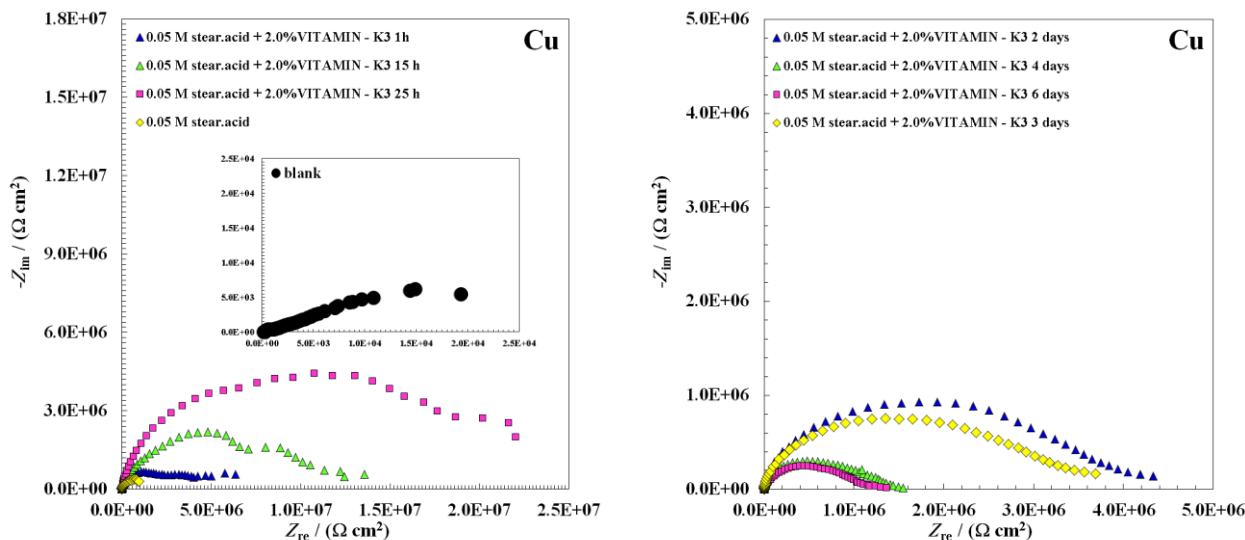 1.8E+07
1.5E+07
1.2E+07
9.0E+06
6.0E+06
3.0E+06
0.0E+00
-Zim / (Ω cm²)
0.05 M stear.acid + 2.0%VITAMIN - K3 1h
0.05 M stear.acid + 2.0%VITAMIN - K3 15 h
0.05 M stear.acid + 2.0%VITAMIN - K3 25 h
0.05 M stear.acid
Cu
2.5E+04
2.0E+04
1.5E+04
1.0E+04
5.0E+03
0.0E+00
blank
0.0E+00 5.0E+03 1.0E+04 1.5E+04 2.0E+04 2.5E+04
0.0E+00 5.0E+06 1.0E+07 1.5E+07 2.0E+07 2.5E+07
Zre / (Ω cm²)
5.0E+06
4.0E+06
3.0E+06
2.0E+06
1.0E+06
0.0E+00
-Zim / (Ω cm²)
0.05 M stear.acid + 2.0%VITAMIN - K3 2 days
0.05 M stear.acid + 2.0%VITAMIN - K3 4 days
0.05 M stear.acid + 2.0%VITAMIN - K3 6 days
0.05 M stear.acid + 2.0%VITAMIN - K3 3 days
Cu
0.0E+00 1.0E+06 2.0E+06 3.0E+06 4.0E+06 5.0E+06
Zre / (Ω cm²)